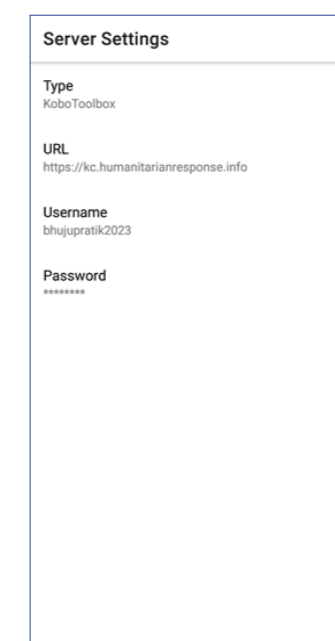 Server Settings
Type
KoboToolbox
URL
https://kc.humanitarianresponse.info
Username
bhujupratik2023
Password
********